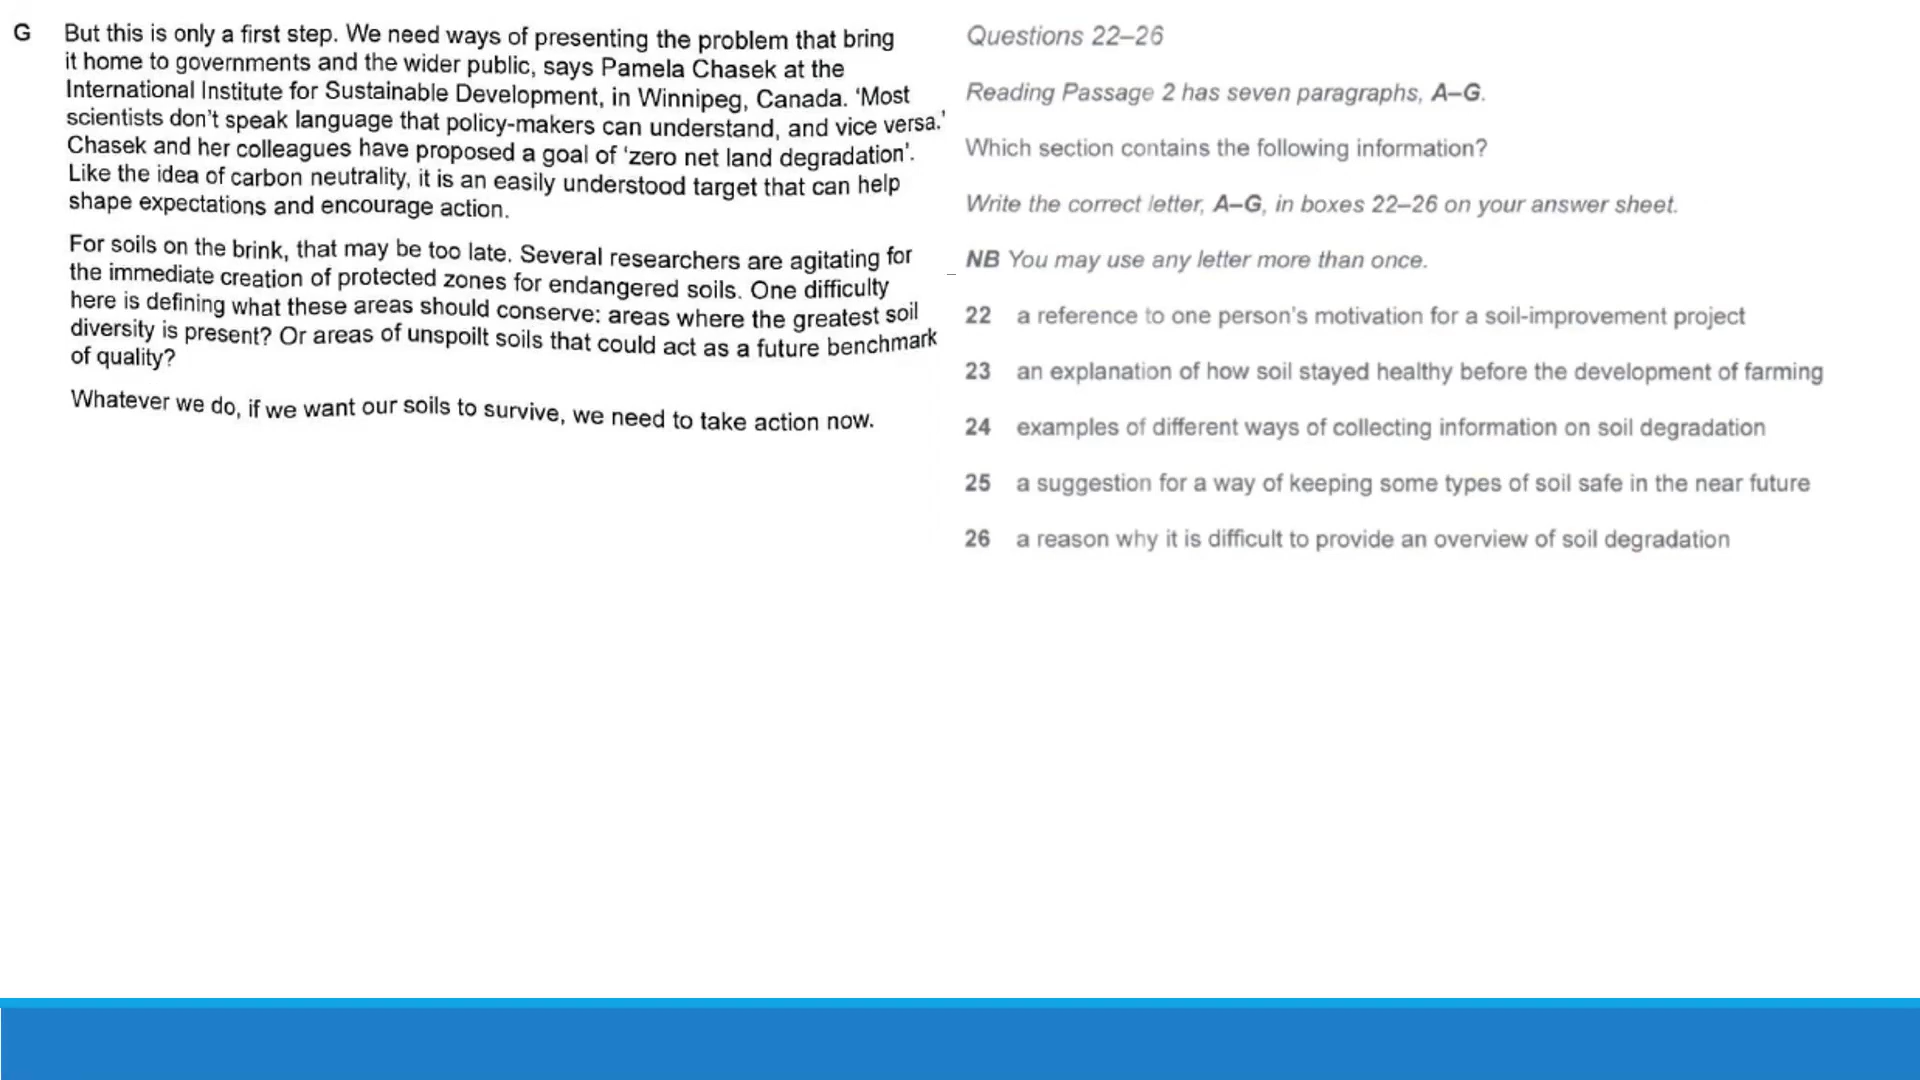 G But this is only a first step. We need ways of presenting the problem that bring
it home to governments and the wider public, says Pamela Chasek at the
International Institute for Sustainable Development, in Winnipeg, Canada. ‘Most
scientists don’t speak language that policy-makers can understand, and vice versa.’
Chasek and her colleagues have proposed a goal of ‘zero net land degradation’.
Like the idea of carbon neutrality, it is an easily understood target that can help
shape expectations and encourage action.
For soils on the brink, that may be too late. Several researchers are agitating for
the immediate creation of protected zones for endangered soils. One difficulty
here is defining what these areas should conserve: areas where the greatest soil
diversity is present? Or areas of unspoilt soils that could act as a future benchmark
of quality?
Whatever we do, if we want our soils to survive, we need to take action now.
Questions 22–26
Reading Passage 2 has seven paragraphs, A–G.
Which section contains the following information?
Write the correct letter, A–G, in boxes 22–26 on your answer sheet.
NB You may use any letter more than once.
22 a reference to one person’s motivation for a soil-improvement project
23 an explanation of how soil stayed healthy before the development of farming
24 examples of different ways of collecting information on soil degradation
25 a suggestion for a way of keeping some types of soil safe in the near future
26 a reason why it is difficult to provide an overview of soil degradation